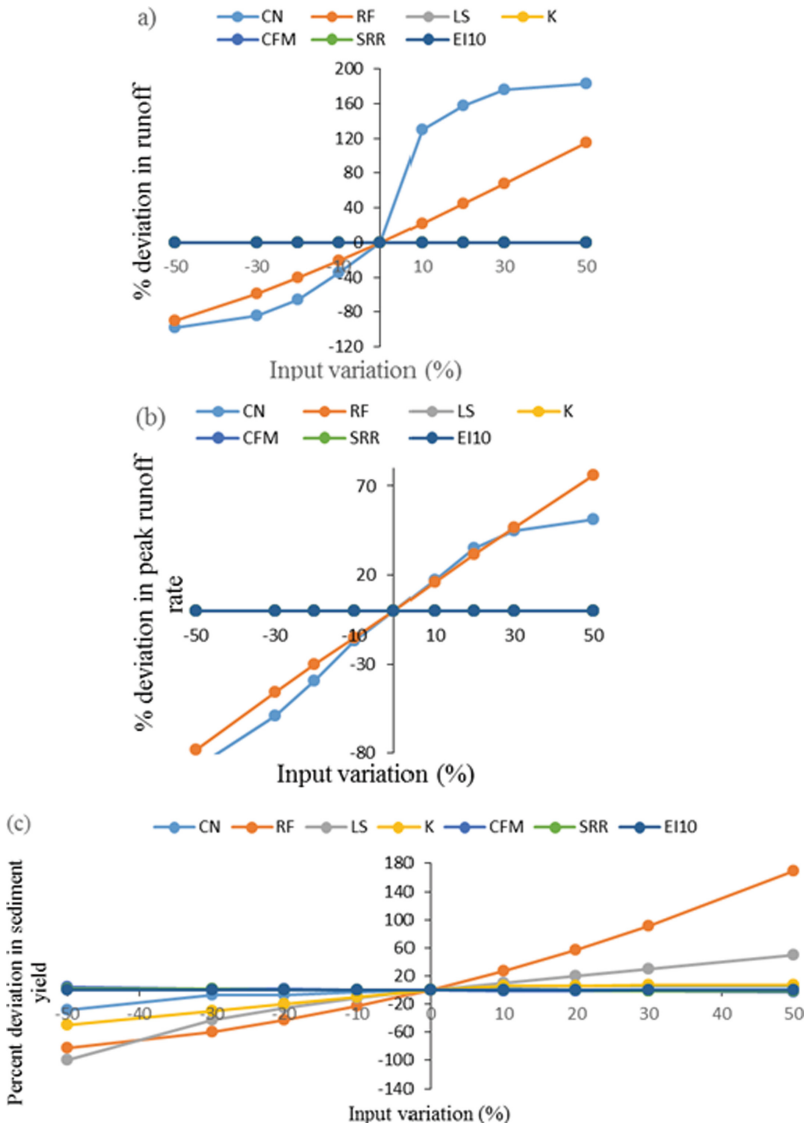 a)
CN RF LS K
CFM SRR EI10
% deviation in runoff
200
160
120
80
40
0
-40
-80
-120
-50 -30 -10 10 30 50
Input variation (%)
(b)
CN RF LS K
CFM SRR EI10
% deviation in peak runoff
rate
70
20
-30
-80
-50 -30 -10 10 30 50
Input variation (%)
(c)
CN RF LS K CFM SRR EI10
Percent deviation in sediment
yield
180
140
100
60
20
-20
-60
-100
-140
-50 -40 -30 -20 -10 0 10 20 30 40 50
Input variation (%)